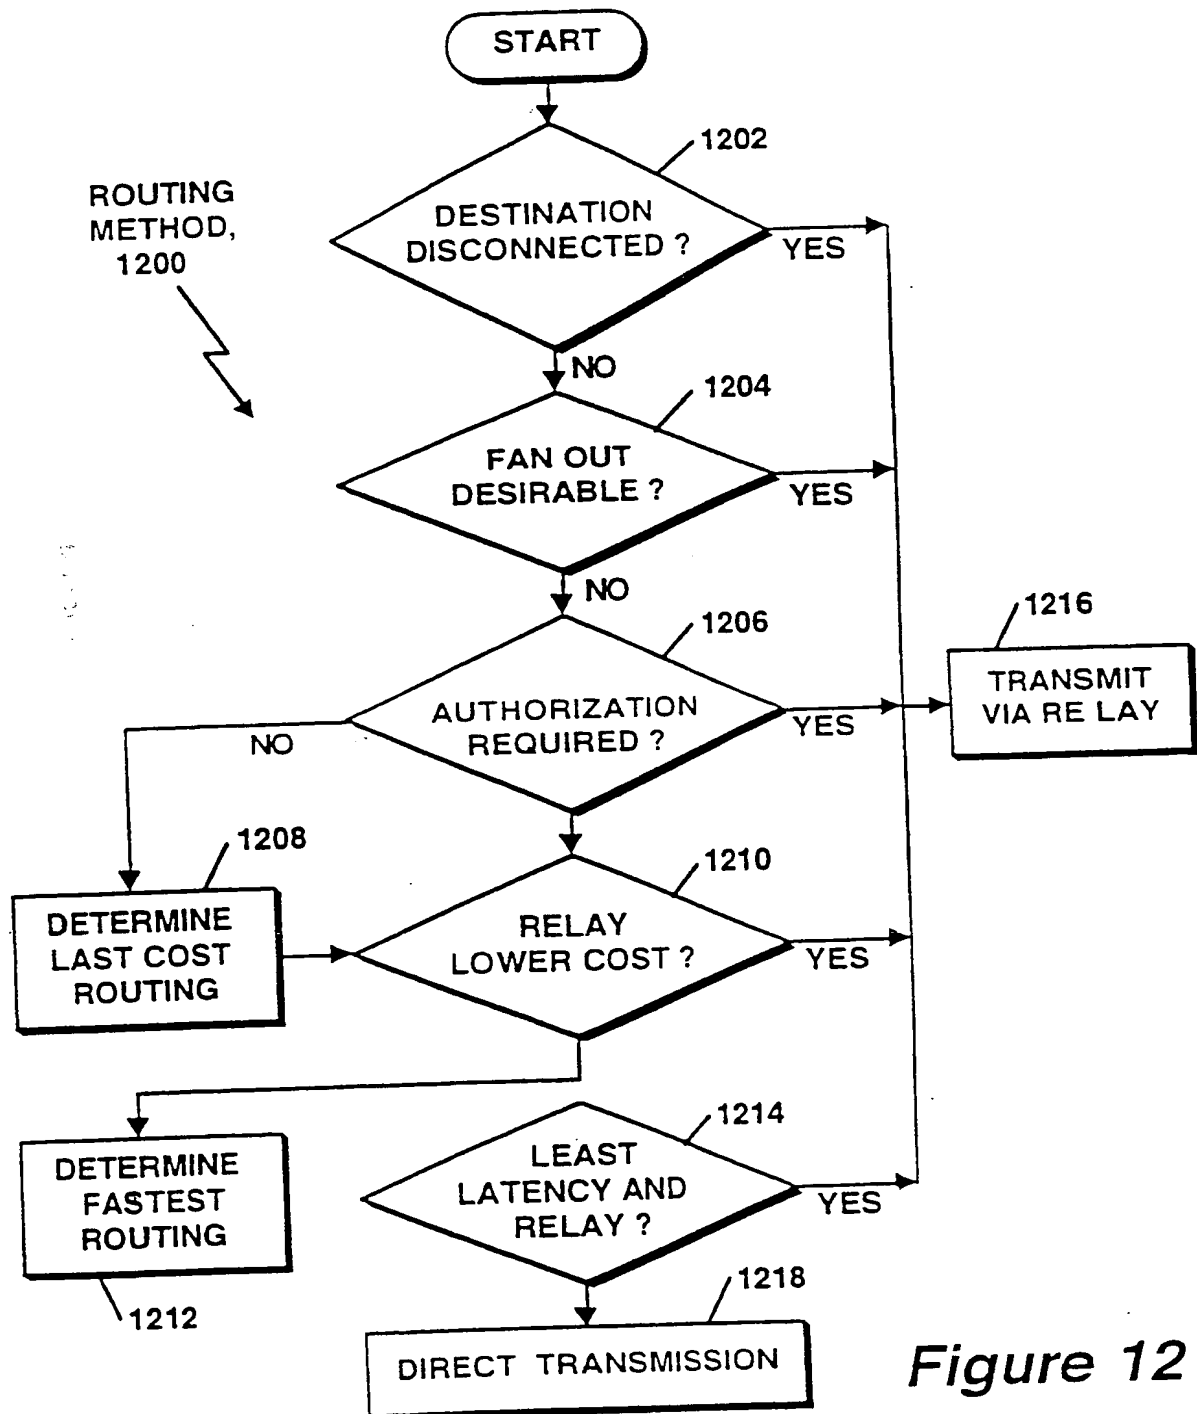 START
1202
ROUTING
METHOD,
1200
DESTINATION
DISCONNECTED ?
YES
NO
1204
FAN OUT
DESIRABLE ?
YES
NO
1206
1216
AUTHORIZATION
REQUIRED ?
YES
NO
TRANSMIT
VIA RE LAY
1208
1210
DETERMINE
LAST COST
ROUTING
RELAY
LOWER COST ?
YES
1214
DETERMINE
FASTEST
ROUTING
LEAST
LATENCY AND
RELAY ?
YES
1212
1218
DIRECT TRANSMISSION
Figure 12